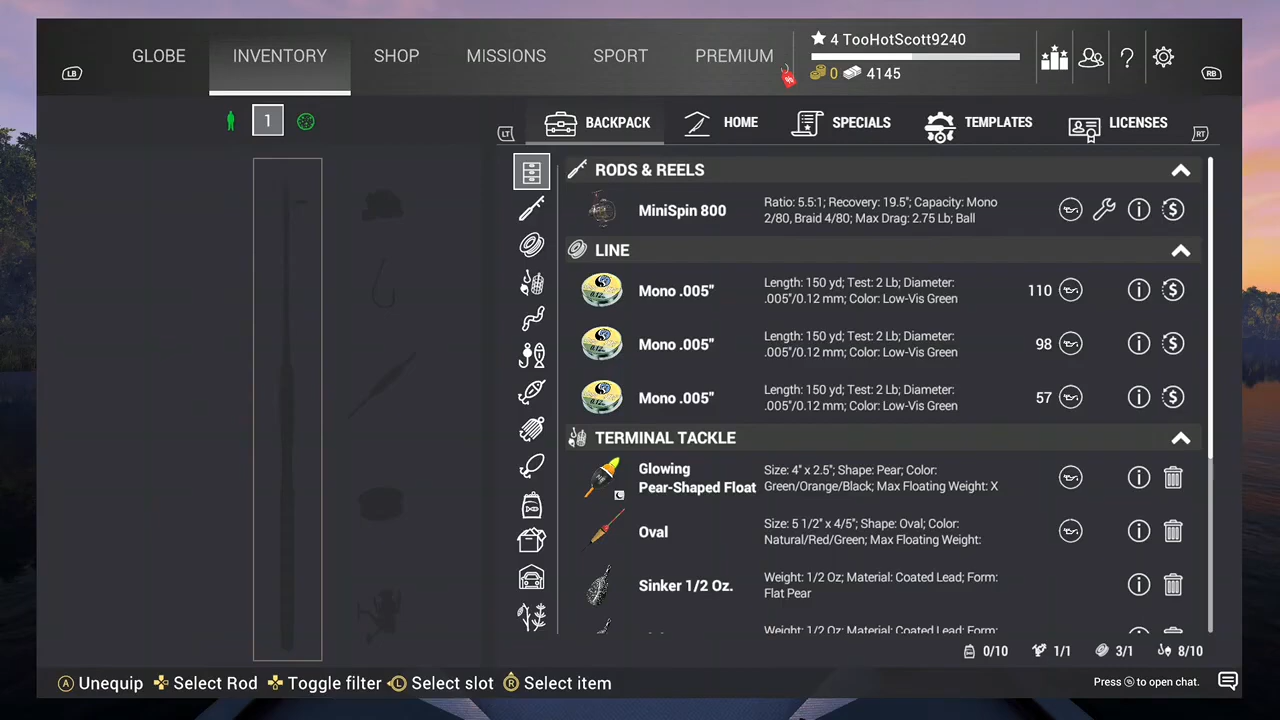 GLOBE INVENTORY SHOP MISSIONS SPORT PREMIUM
4 TooHotScott9240
0 4145
LB
RB
1
LT
BACKPACK HOME SPECIALS TEMPLATES LICENSES
RT
RODS & REELS
MiniSpin 800
Ratio: 5.5:1; Recovery: 19.5"; Capacity: Mono
2/80, Braid 4/80; Max Drag: 2.75 Lb; Ball
LINE
Mono .005"
Length: 150 yd; Test: 2 Lb; Diameter:
.005"/0.12 mm; Color: Low-Vis Green
110
Mono .005"
Length: 150 yd; Test: 2 Lb; Diameter:
.005"/0.12 mm; Color: Low-Vis Green
98
Mono .005"
Length: 150 yd; Test: 2 Lb; Diameter:
.005"/0.12 mm; Color: Low-Vis Green
57
TERMINAL TACKLE
Glowing
Pear-Shaped Float
Size: 4" x 2.5"; Shape: Pear; Color:
Green/Orange/Black; Max Floating Weight: X
Oval
Size: 5 1/2" x 4/5"; Shape: Oval; Color:
Natural/Red/Green; Max Floating Weight:
Sinker 1/2 Oz.
Weight: 1/2 Oz; Material: Coated Lead; Form:
Flat Pear
Weight: 1/2 Oz; Material: Coated Lead; Form:
0/10 1/1 3/1 8/10
A Unequip Select Rod Toggle filter L Select slot R Select item
Press to open chat.